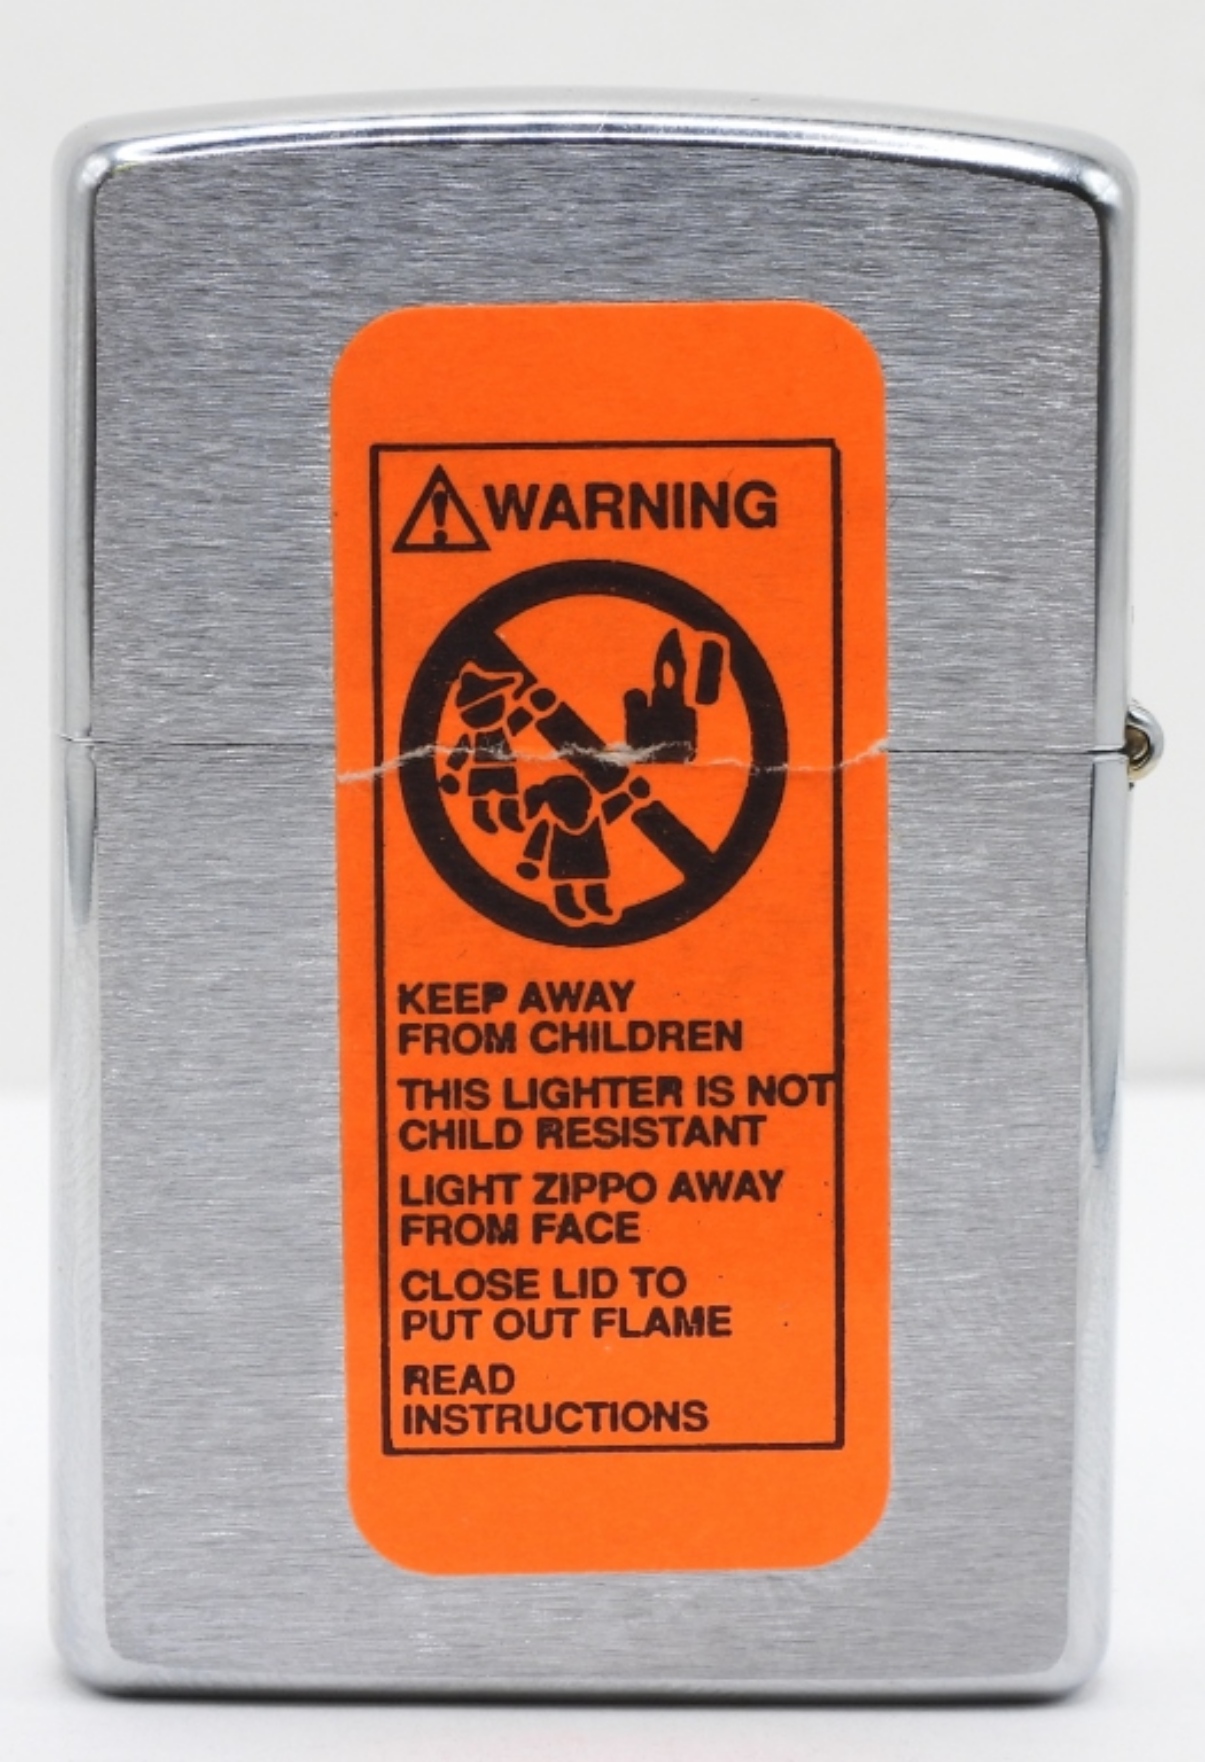 WARNING
KEEP AWAY
FROM CHILDREN
THIS LIGHTER IS NOT
CHILD RESISTANT
LIGHT ZIPPO AWAY
FROM FACE
CLOSE LID TO
PUT OUT FLAME
READ
INSTRUCTIONS